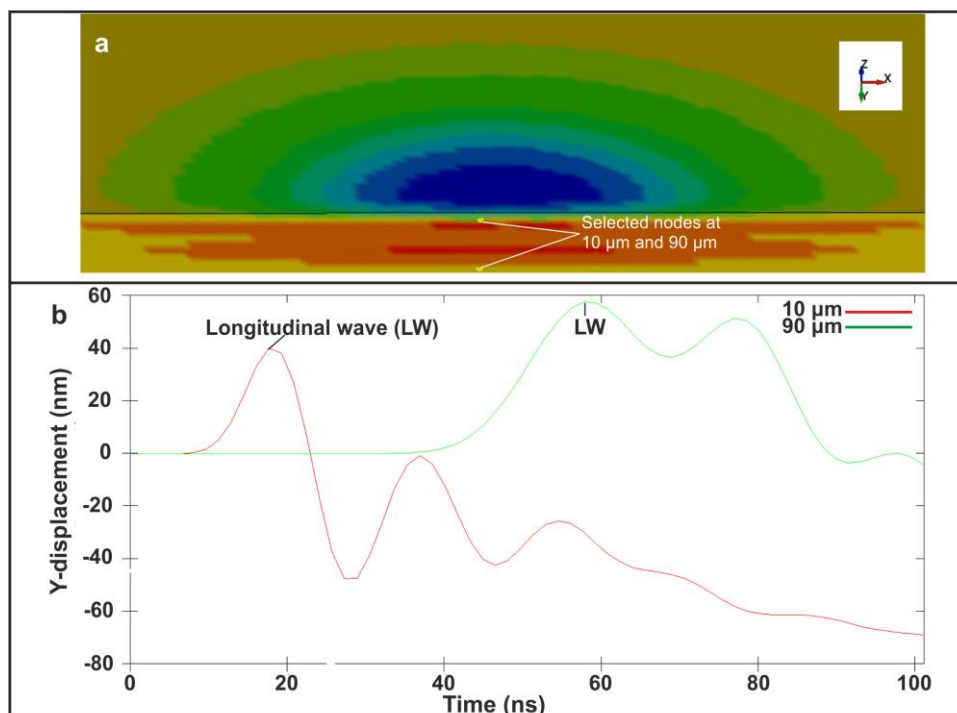 a
Z
X
Y
Selected nodes at
10 µm and 90 µm
b
60
40
20
0
-20
-40
-60
-80
Y-displacement (nm)
Longitudinal wave (LW)
LW
10 µm
90 µm
0
20
40
60
80
100
Time (ns)